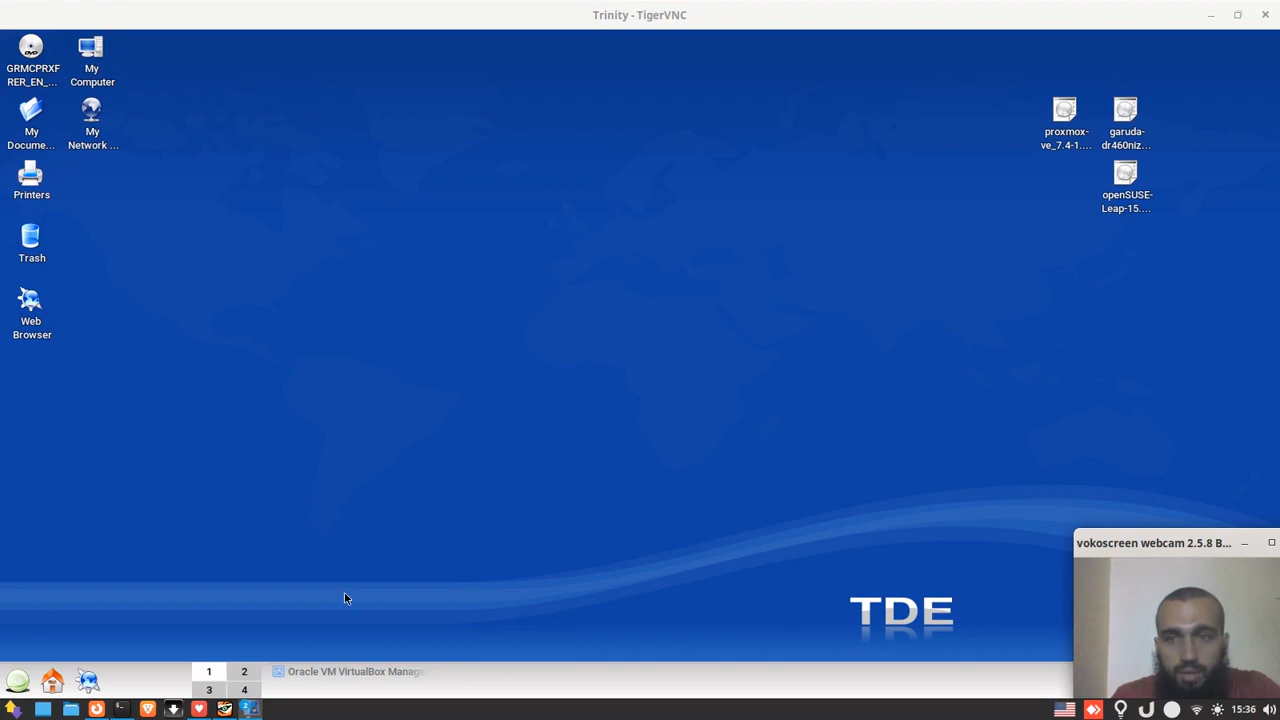 Trinity - TigerVNC
GRMCPRXF
RER_EN_...
My
Computer
My
Docume...
My
Network ...
Printers
Trash
Web
Browser
proxmox-
ve_7.4-1....
garuda-
dr460niz...
openSUSE-
Leap-15....
TDE
vokoscreen webcam 2.5.8 B...
1
2
3
4
Oracle VM VirtualBox Manage
15:36